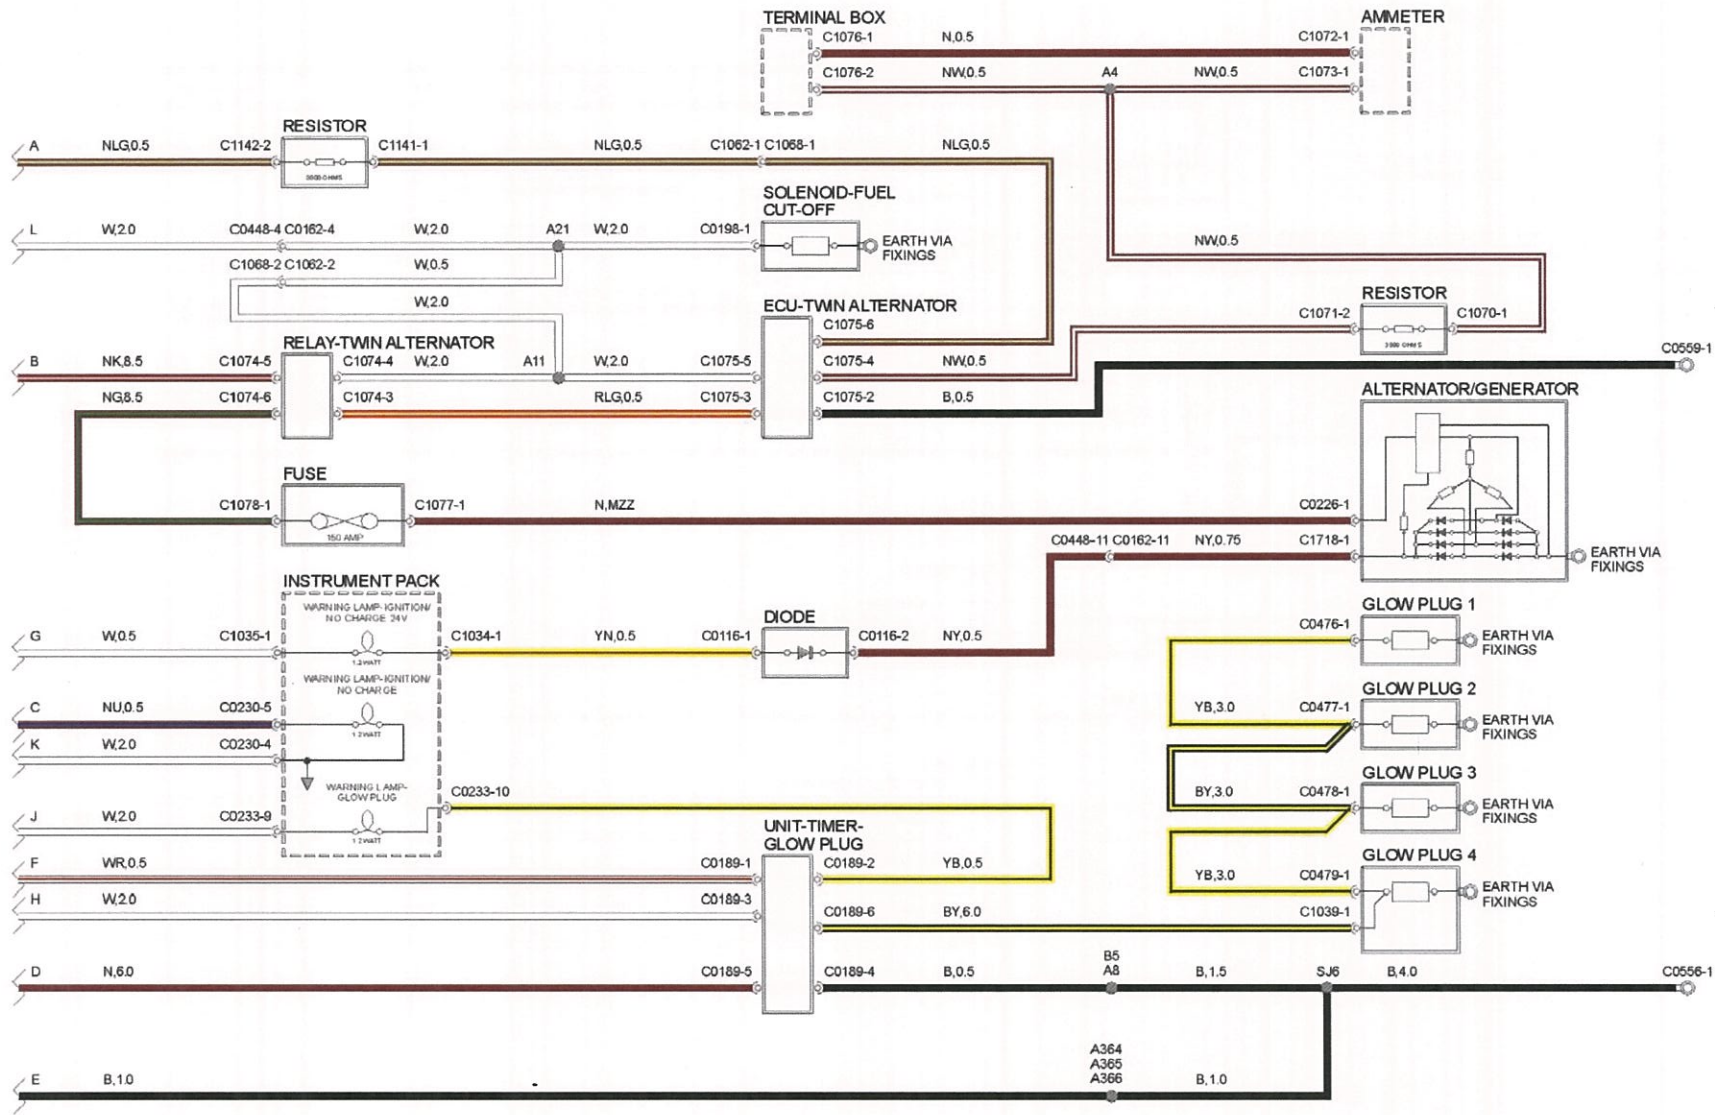 TERMINAL BOX
AMMETER
C1076-1 N,0.5 C1072-1
C1076-2 NW,0.5 A4 NW,0.5 C1073-1
RESISTOR
A NLG,0.5 C1142-2 C1141-1 NLG,0.5 C1062-1 C1068-1 NLG,0.5
SOLENOID-FUEL
CUT-OFF
L W,2.0 C0448-4 C0162-4 W,2.0 A21 W,2.0 C0198-1
EARTH VIA
FIXINGS
NW,0.5
C1068-2 C1062-2 W,0.5
W,2.0
ECU-TWIN ALTERNATOR
RESISTOR
C1075-6
C1071-2 C1070-1
RELAY-TWIN ALTERNATOR
C0559-1
B NK,8.5 C1074-5 C1074-4 W,2.0 A11 W,2.0 C1075-5 C1075-4 NW,0.5
NG,8.5 C1074-6 C1074-3 RLG,0.5 C1075-3 C1075-2 B,0.5
ALTERNATOR/GENERATOR
FUSE
C1078-1 C1077-1 N,MZZ C0226-1
150 AMP
C0448-11 C0162-11 NY,0.75 C1718-1
EARTH VIA
FIXINGS
INSTRUMENT PACK
WARNING LAMP-IGNITION/
NO CHARGE 24V
G W,0.5 C1035-1 C1034-1 YN,0.5 C0116-1
1.2 WATT
DIODE
C0116-2 NY,0.5
GLOW PLUG 1
C0476-1
EARTH VIA
FIXINGS
WARNING LAMP-IGNITION/
NO CHARGE
C NU,0.5 C0230-5
1.2 WATT
K W,2.0 C0230-4
GLOW PLUG 2
YB,3.0 C0477-1
EARTH VIA
FIXINGS
WARNING LAMP-
GLOW PLUG
C0233-10
GLOW PLUG 3
BY,3.0 C0478-1
EARTH VIA
FIXINGS
J W,2.0 C0233-9
1.2 WATT
UNIT-TIMER-
GLOW PLUG
GLOW PLUG 4
F WR,0.5 C0189-1 C0189-2 YB,0.5
YB,3.0 C0479-1
EARTH VIA
FIXINGS
H W,2.0 C0189-3
C0189-6 BY,6.0 C1039-1
B5
D N,6.0 C0189-5 C0189-4 B,0.5 A8 B,1.5 SJ6 B,4.0 C0556-1
A364
A365
A366
E B,1.0 B,1.0